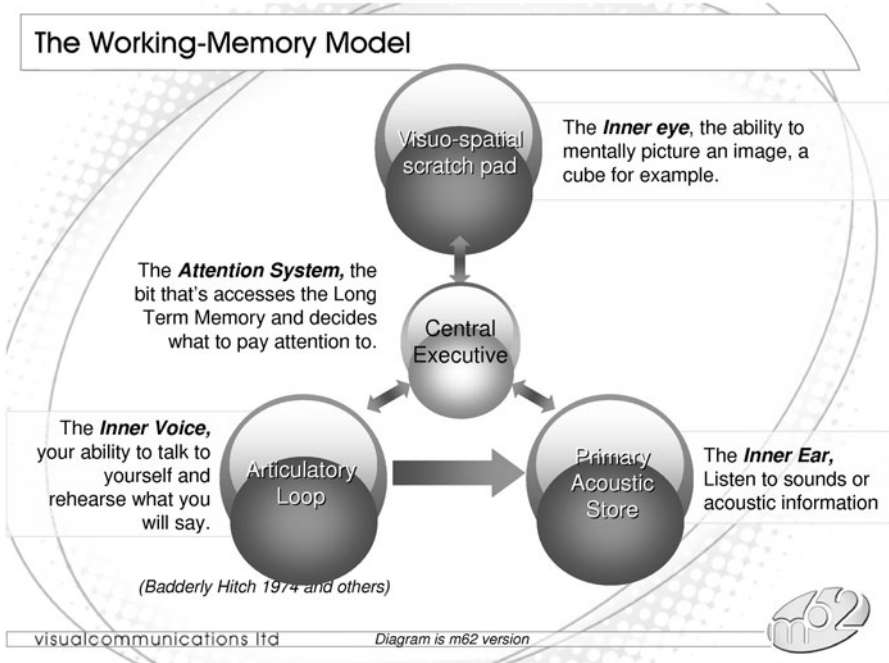 The Working-Memory Model
Visuo-spatial
scratch pad
The Inner eye, the ability to
mentally picture an image, a
cube for example.
The Attention System, the
bit that's accesses the Long
Term Memory and decides
what to pay attention to.
Central
Executive
The Inner Voice,
your ability to talk to
yourself and
rehearse what you
will say.
Articulatory
Loop
Primary
Acoustic
Store
The Inner Ear,
Listen to sounds or
acoustic information
(Badderly Hitch 1974 and others)
visualcommunications ltd
Diagram is m62 version
m62